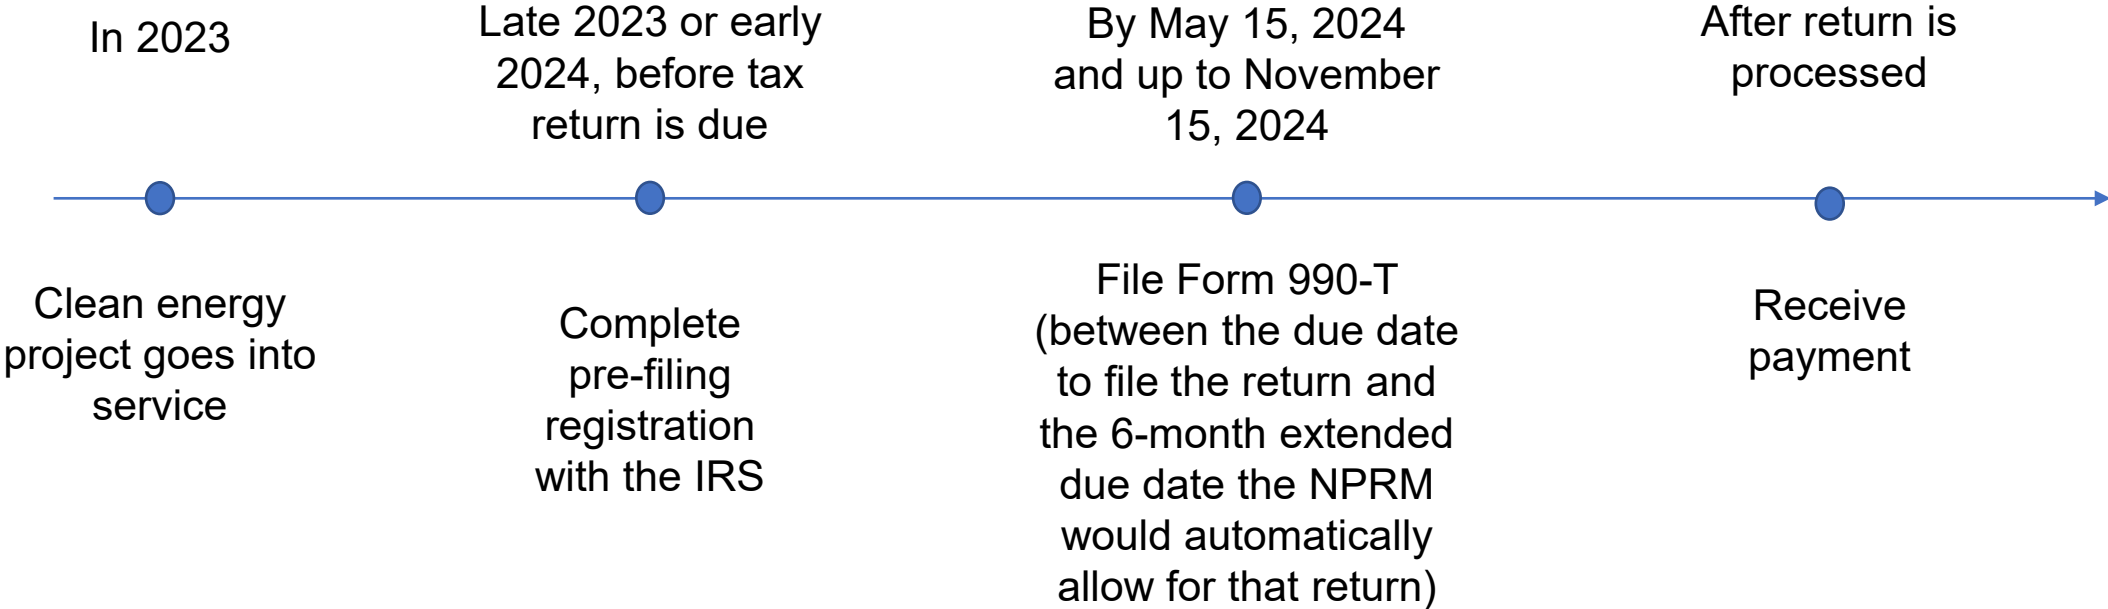 In 2023
Late 2023 or early
2024, before tax
return is due
By May 15, 2024
and up to November
15, 2024
After return is
processed
Clean energy
project goes into
service
Complete
pre-filing
registration
with the IRS
File Form 990-T
(between the due date
to file the return and
the 6-month extended
due date the NPRM
would automatically
allow for that return)
Receive
payment